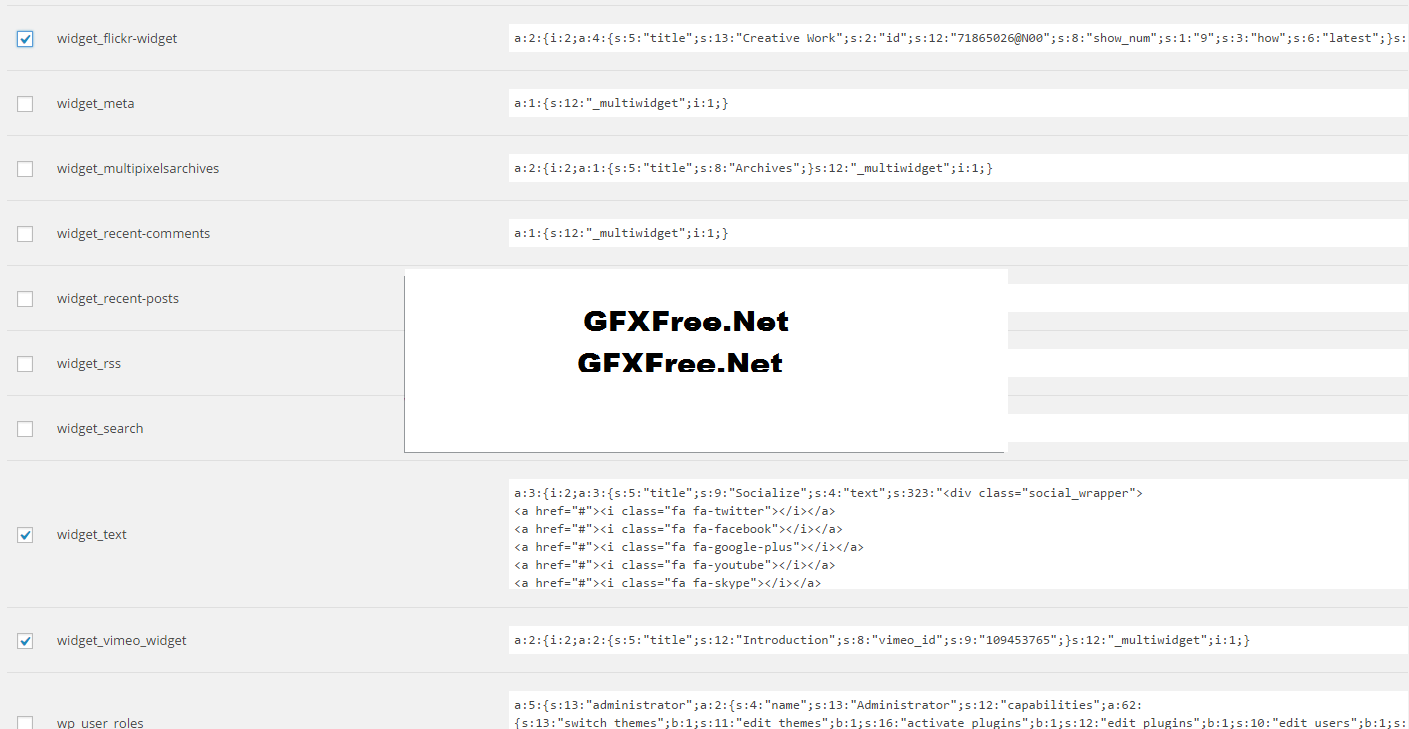 widget_flickr-widget
a:2:{i:2;a:4:{s:5:"title";s:13:"Creative Work";s:2:"id";s:12:"71865026@N00";s:8:"show_num";s:1:"9";s:3:"how";s:6:"latest";}s:
widget_meta
a:1:{s:12:"_multiwidget";i:1;}
widget_multipixelsarchives
a:2:{i:2;a:1:{s:5:"title";s:8:"Archives";}s:12:"_multiwidget";i:1;}
widget_recent-comments
a:1:{s:12:"_multiwidget";i:1;}
widget_recent-posts
GFXFree.Net
widget_rss
GFXFree.Net
widget_search
widget_text
a:3:{i:2;a:3:{s:5:"title";s:9:"Socialize";s:4:"text";s:323:"<div class="social_wrapper">
<a href="#"><i class="fa fa-twitter"></i></a>
<a href="#"><i class="fa fa-facebook"></i></a>
<a href="#"><i class="fa fa-google-plus"></i></a>
<a href="#"><i class="fa fa-youtube"></i></a>
<a href="#"><i class="fa fa-skype"></i></a>
widget_vimeo_widget
a:2:{i:2;a:2:{s:5:"title";s:12:"Introduction";s:8:"vimeo_id";s:9:"109453765";}s:12:"_multiwidget";i:1;}
wp_user_roles
a:5:{s:13:"administrator";a:2:{s:4:"name";s:13:"Administrator";s:12:"capabilities";a:62:
{s:13:"switch_themes";b:1;s:11:"edit_themes";b:1;s:16:"activate_plugins";b:1;s:12:"edit_plugins";b:1;s:10:"edit_users";b:1;s: